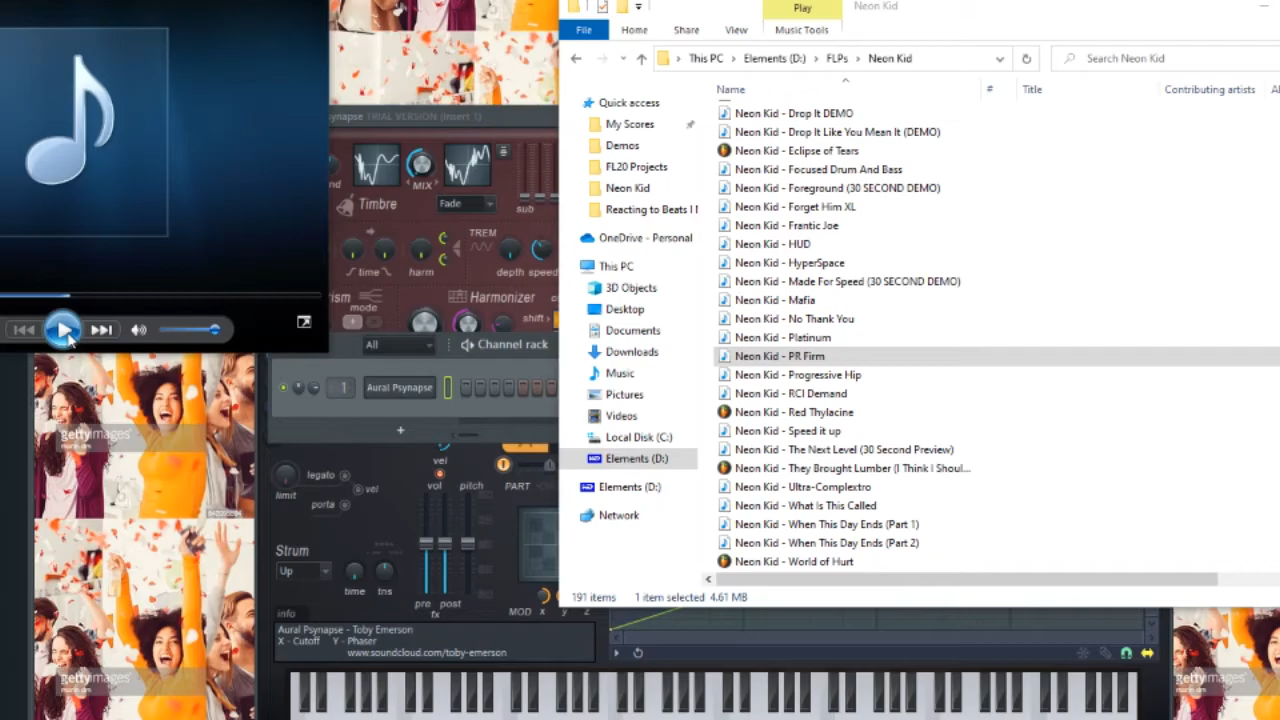 Play
Neon Kid
File
Home
Share
View
Music Tools
This PC
Elements (D:)
FLPs
Neon Kid
Search Neon Kid
Name
#
Title
Contributing artists
Quick access
My Scores
Demos
FL20 Projects
Neon Kid
Reacting to Beats I
OneDrive - Personal
This PC
3D Objects
Desktop
Documents
Downloads
Music
Pictures
Videos
Local Disk (C:)
Elements (D:)
Elements (D:)
Network
Neon Kid - Drop It DEMO
Neon Kid - Drop It Like You Mean It (DEMO)
Neon Kid - Eclipse of Tears
Neon Kid - Focused Drum And Bass
Neon Kid - Foreground (30 SECOND DEMO)
Neon Kid - Forget Him XL
Neon Kid - Frantic Joe
Neon Kid - HUD
Neon Kid - HyperSpace
Neon Kid - Made For Speed (30 SECOND DEMO)
Neon Kid - Mafia
Neon Kid - No Thank You
Neon Kid - Platinum
Neon Kid - PR Firm
Neon Kid - Progressive Hip
Neon Kid - RCI Demand
Neon Kid - Red Thylacine
Neon Kid - Speed it up
Neon Kid - The Next Level (30 Second Preview)
Neon Kid - They Brought Lumber (I Think I Shoul...
Neon Kid - Ultra-Complextro
Neon Kid - What Is This Called
Neon Kid - When This Day Ends (Part 1)
Neon Kid - When This Day Ends (Part 2)
Neon Kid - World of Hurt
191 items
1 item selected 4.61 MB
TRIAL VERSION (Insert 1)
MIX
Timbre
Fade
sub
TREM
time
harm
depth speed
Harmonizer
mode
shift
All
Channel rack
1
Aural Psynapse
legato
vel
limit
porta
vel
vol
pitch
PART
Strum
Up
time
tns
pre
post
fx
MOD
x
y
z
info
Aural Psynapse - Toby Emerson
X - Cutoff Y - Phaser
www.soundcloud.com/toby-emerson
gettyimages
gettyimages
gettyimages